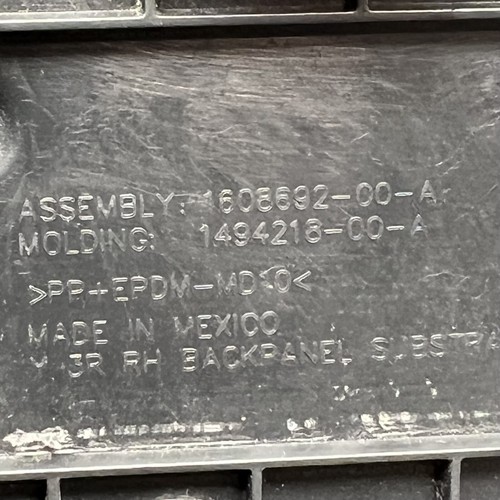 ASSEMBLY: 1608692-00-A
MOLDING: 1494218-00-A
>PP+EPDM-MD10<
MADE IN MEXICO
3R RH BACKPANEL